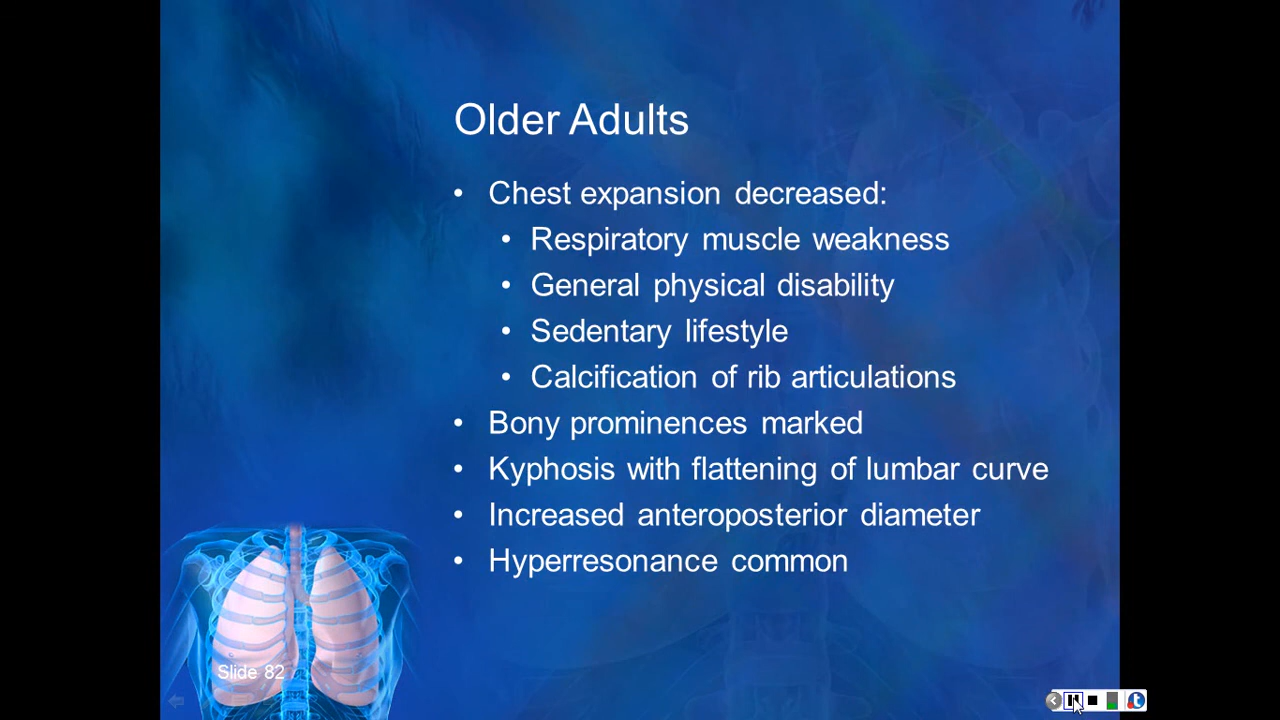 Older Adults
• Chest expansion decreased:
• Respiratory muscle weakness
• General physical disability
• Sedentary lifestyle
• Calcification of rib articulations
• Bony prominences marked
• Kyphosis with flattening of lumbar curve
• Increased anteroposterior diameter
• Hyperresonance common
Slide 82